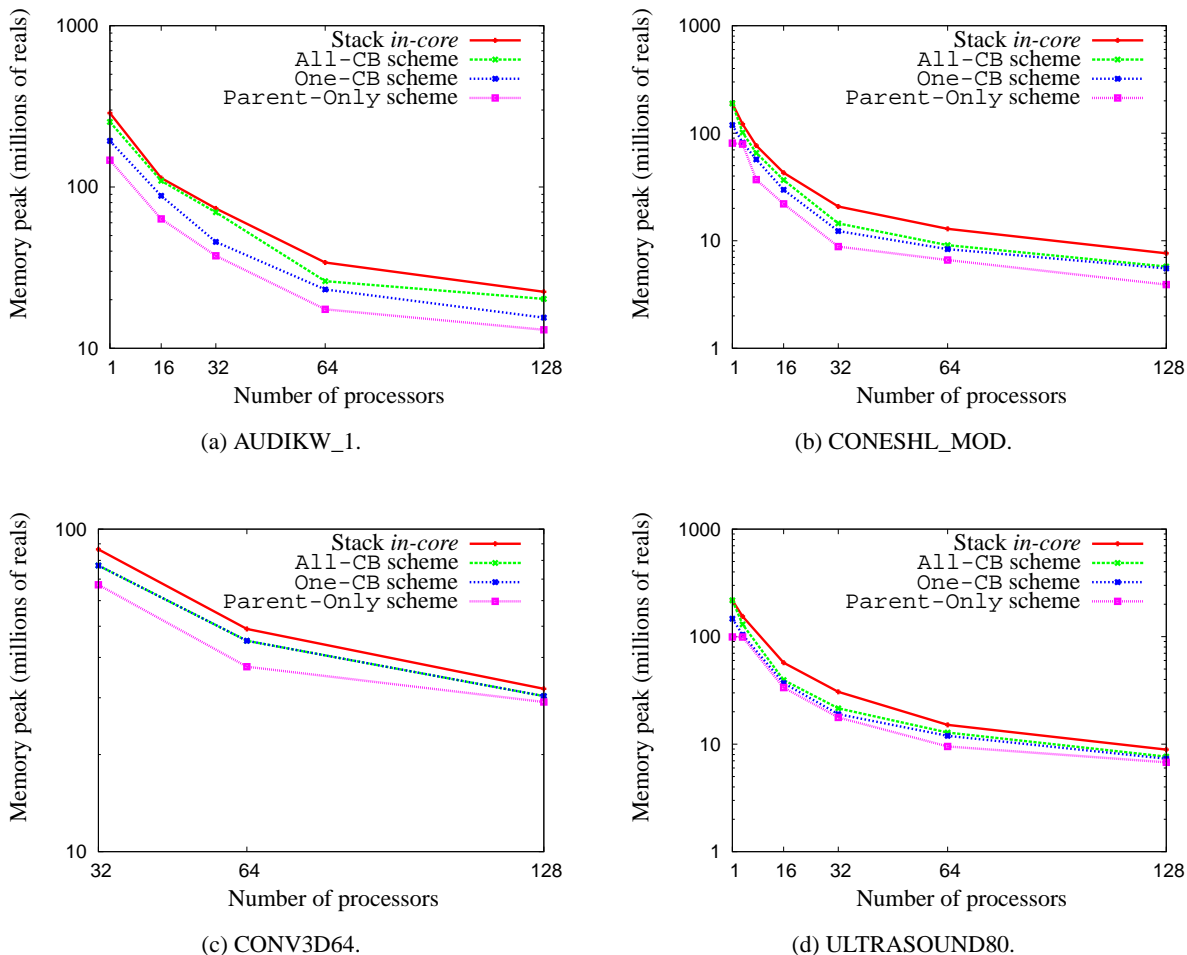 1000
100
10
1 16 32 64 128
Memory peak (millions of reals)
Number of processors
Stack in-core
All-CB scheme
One-CB scheme
Parent-Only scheme
(a) AUDIKW_1.
1000
100
10
1
1 16 32 64 128
Memory peak (millions of reals)
Number of processors
Stack in-core
All-CB scheme
One-CB scheme
Parent-Only scheme
(b) CONESHL_MOD.
100
10
32 64 128
Memory peak (millions of reals)
Number of processors
Stack in-core
All-CB scheme
One-CB scheme
Parent-Only scheme
(c) CONV3D64.
1000
100
10
1
1 16 32 64 128
Memory peak (millions of reals)
Number of processors
Stack in-core
All-CB scheme
One-CB scheme
Parent-Only scheme
(d) ULTRASOUND80.